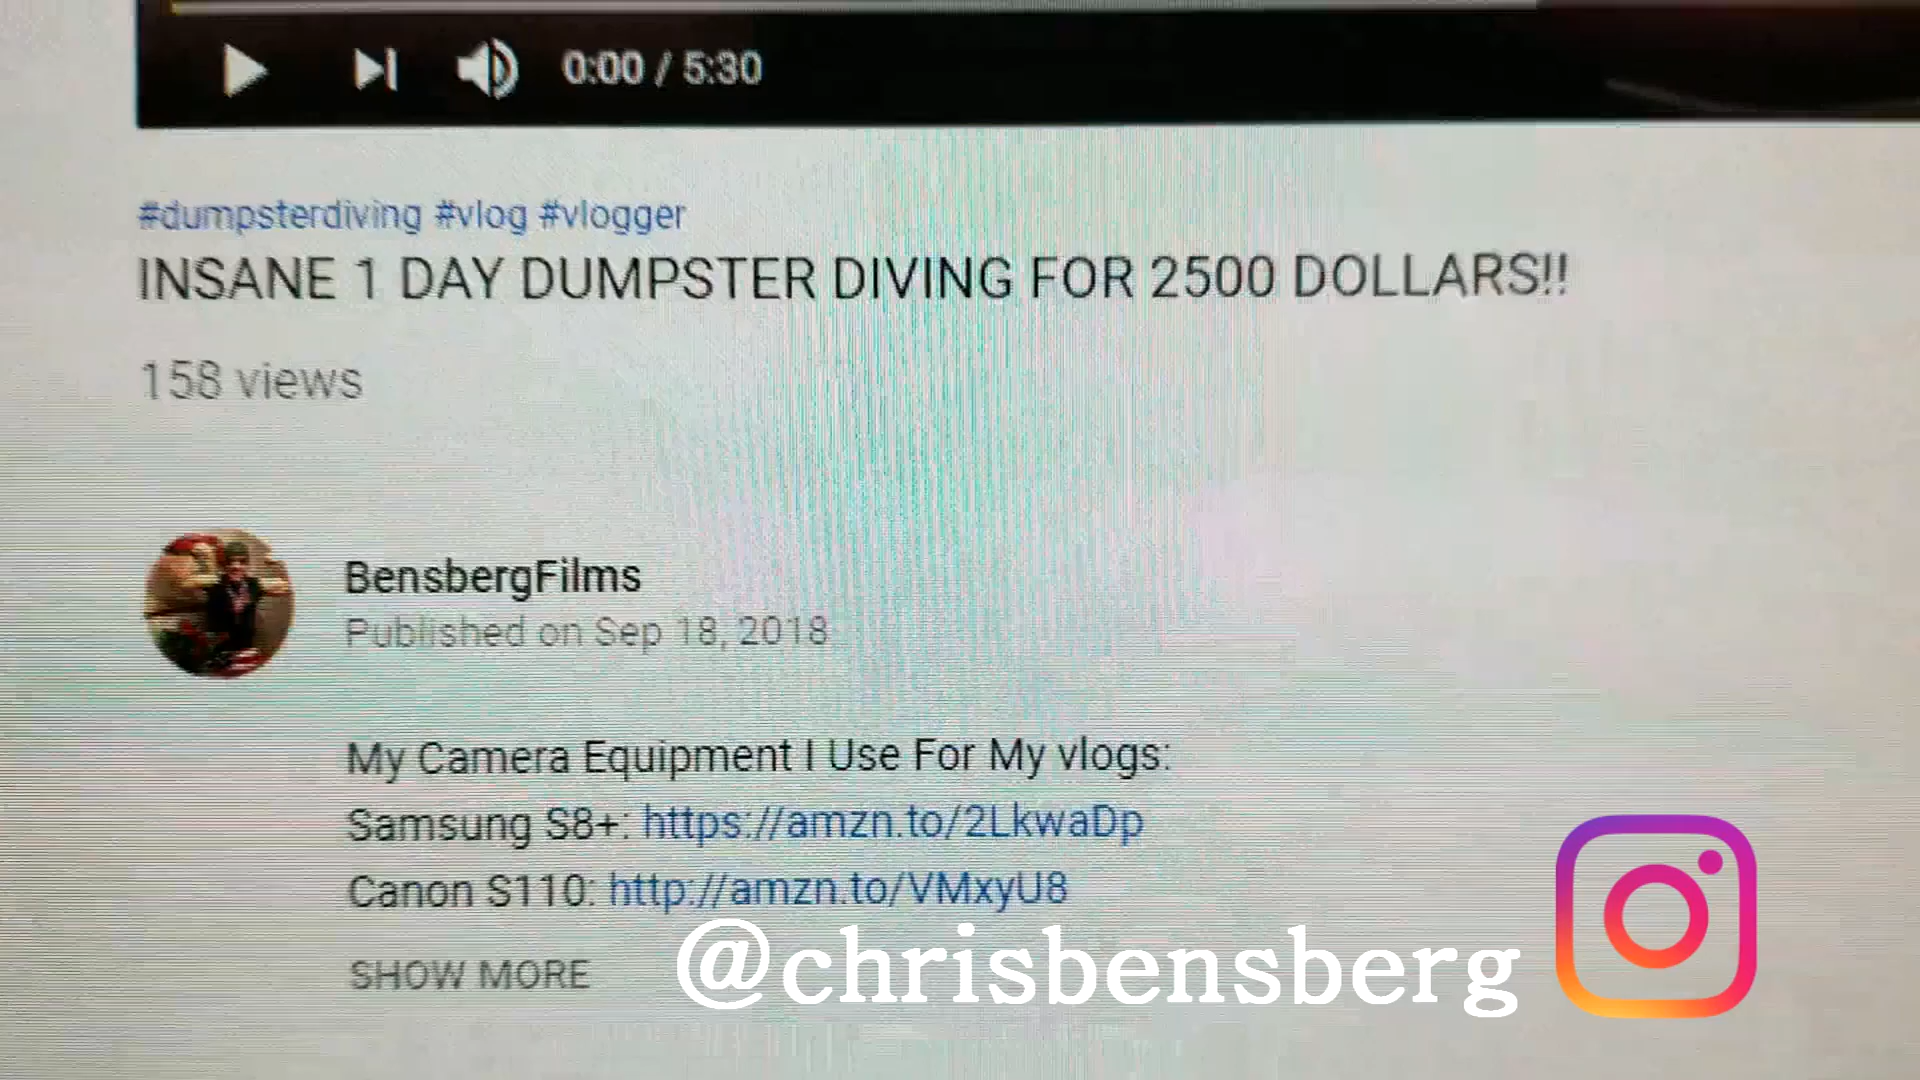 0:00 / 5:30
#dumpsterdiving #vlog #vlogger
INSANE 1 DAY DUMPSTER DIVING FOR 2500 DOLLARS!!
158 views
BensbergFilms
Published on Sep 18, 2018
My Camera Equipment I Use For My vlogs:
Samsung S8+: https://amzn.to/2LkwaDp
Canon S110: http://amzn.to/VMxyU8
SHOW MORE
@chrisbensberg